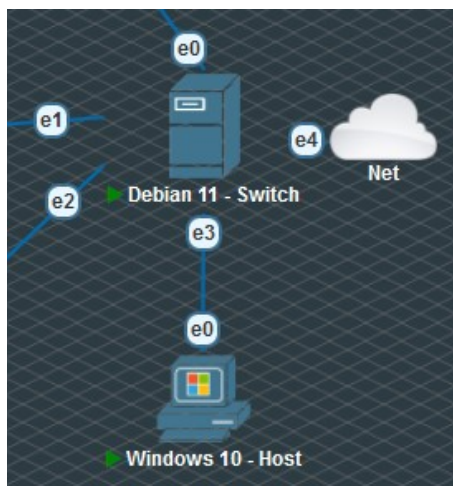 e0
e1
e4
Net
e2
Debian 11 - Switch
e3
e0
Windows 10 - Host